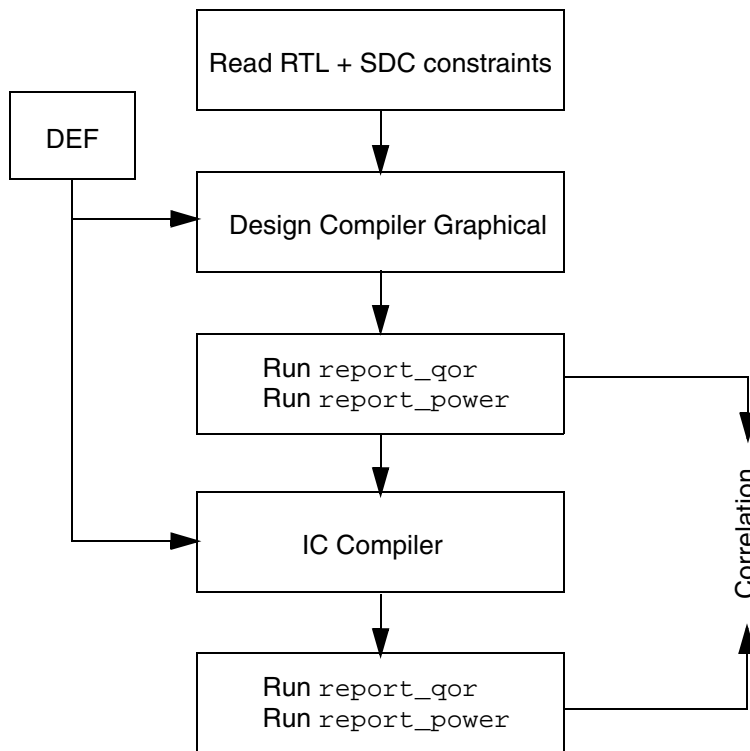 Read RTL + SDC constraints
DEF
Design Compiler Graphical
Run report_qor
Run report_power
IC Compiler
Correlation
Run report_qor
Run report_power